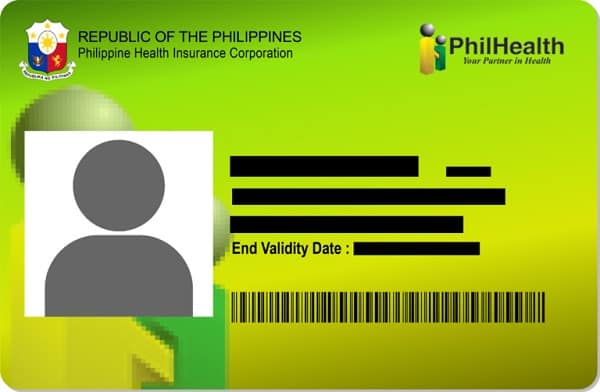 REPUBLIC OF THE PHILIPPINES
Philippine Health Insurance Corporation
PhilHealth
Your Partner in Health
End Validity Date :